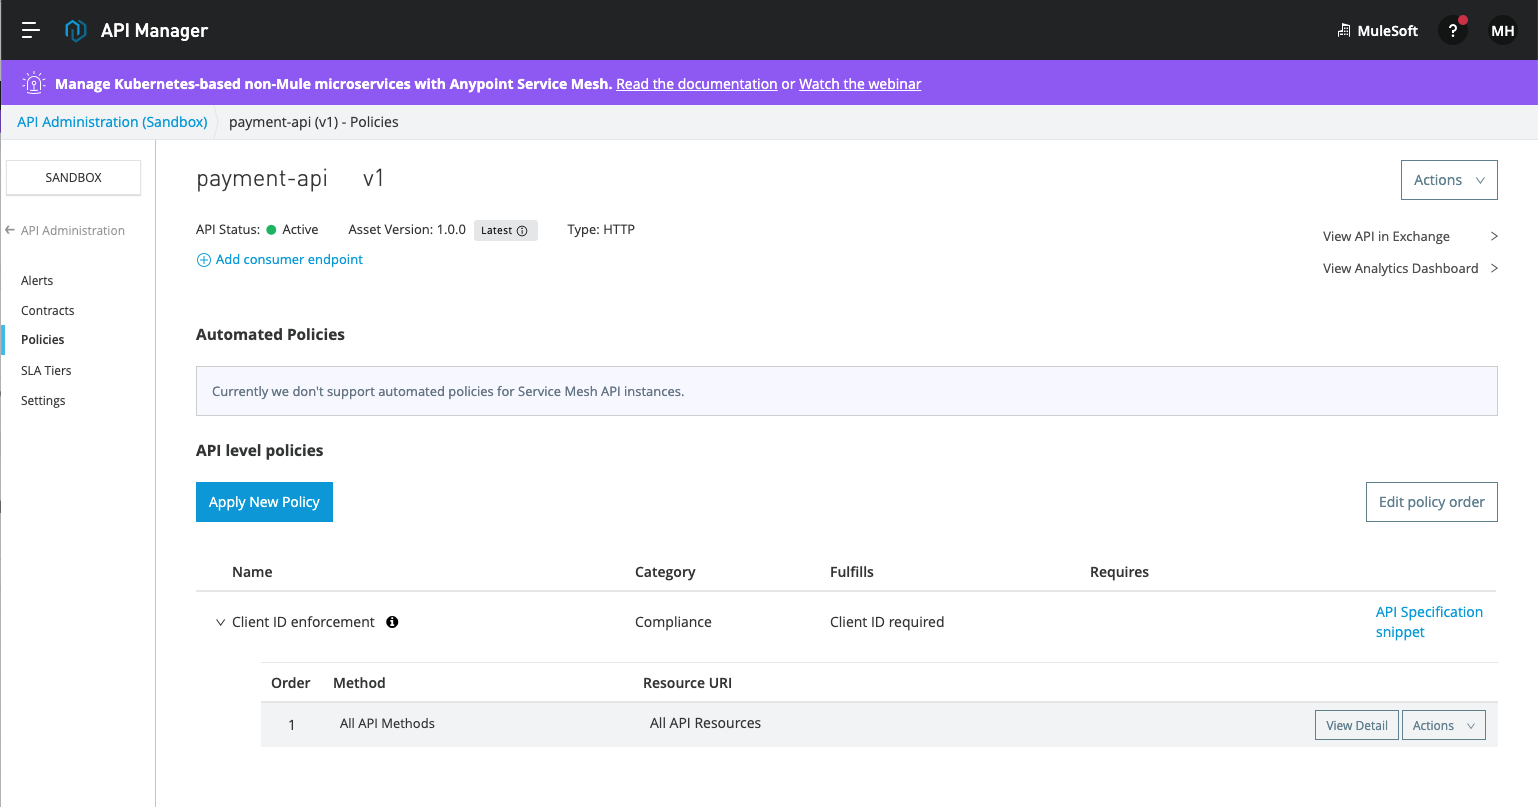 API Manager
MuleSoft
?
MH
Manage Kubernetes-based non-Mule microservices with Anypoint Service Mesh. Read the documentation or Watch the webinar
API Administration (Sandbox)
payment-api (v1) - Policies
SANDBOX
API Administration
Alerts
Contracts
Policies
SLA Tiers
Settings
payment-api v1
Actions
API Status: Active Asset Version: 1.0.0 Latest Type: HTTP
Add consumer endpoint
View API in Exchange
View Analytics Dashboard
Automated Policies
Currently we don't support automated policies for Service Mesh API instances.
API level policies
Apply New Policy
Edit policy order
Name Category Fulfills Requires
Client ID enforcement Compliance Client ID required
API Specification
snippet
Order Method Resource URI
1 All API Methods All API Resources View Detail Actions